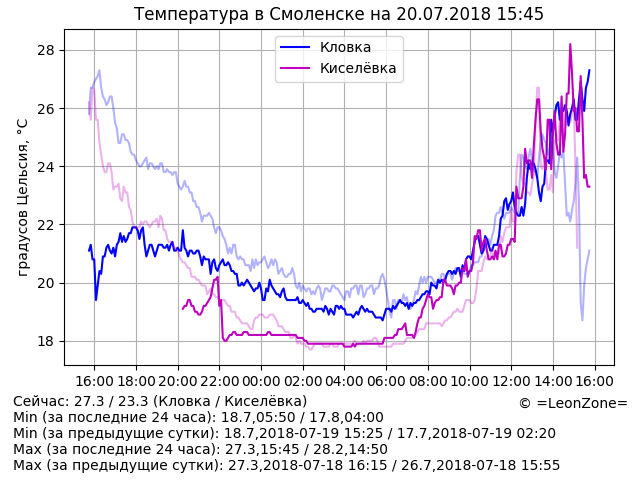 Температура в Смоленске на 20.07.2018 15:45
градусов Цельсия, °C
28
26
24
22
20
18
Кловка
Киселёвка
16:00 18:00 20:00 22:00 00:00 02:00 04:00 06:00 08:00 10:00 12:00 14:00 16:00
Сейчас: 27.3 / 23.3 (Кловка / Киселёвка)
© =LeonZone=
Min (за последние 24 часа): 18.7,05:50 / 17.8,04:00
Min (за предыдущие сутки): 18.7,2018-07-19 15:25 / 17.7,2018-07-19 02:20
Max (за последние 24 часа): 27.3,15:45 / 28.2,14:50
Max (за предыдущие сутки): 27.3,2018-07-18 16:15 / 26.7,2018-07-18 15:55